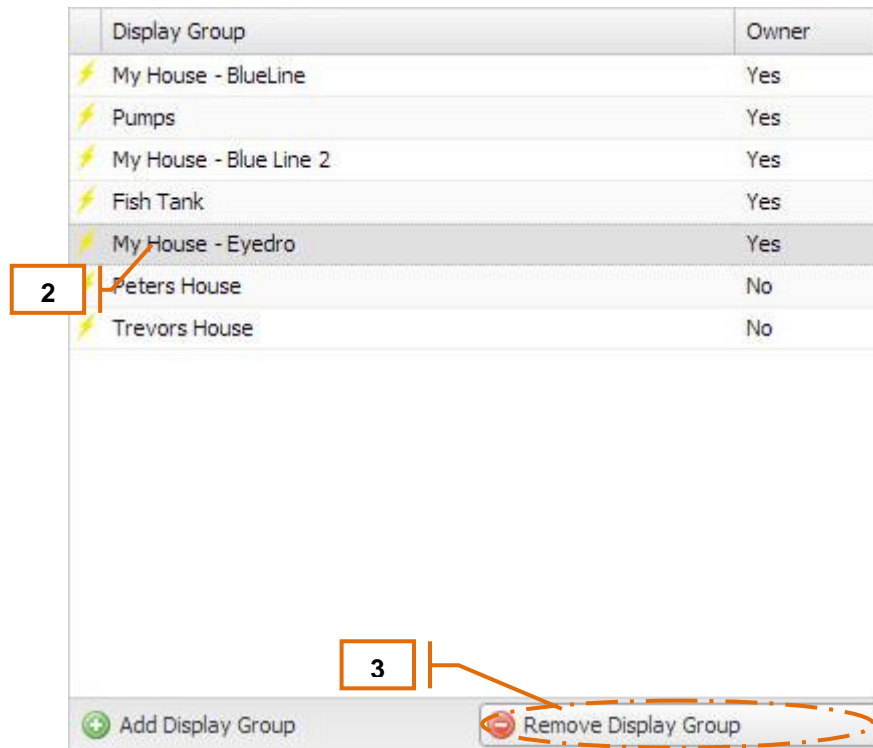 Display Group Owner
My House - BlueLine Yes
Pumps Yes
My House - Blue Line 2 Yes
Fish Tank Yes
My House - Eyedro Yes
2
Peters House No
Trevors House No
3
Add Display Group Remove Display Group